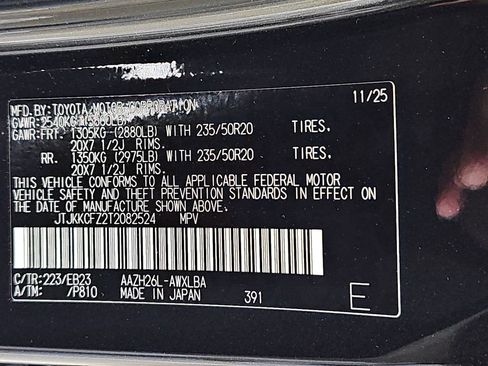 MFD.BY:TOYOTA MOTOR CORPORATION 11/25
GVWR:2540KG (5600LB)
GAWR:FRT. 1305KG (2880LB) WITH 235/50R20 TIRES.
20X7 1/2J RIMS.
RR. 1350KG (2975LB) WITH 235/50R20 TIRES.
20X7 1/2J RIMS.
THIS VEHICLE CONFORMS TO ALL APPLICABLE FEDERAL MOTOR
VEHICLE SAFETY AND THEFT PREVENTION STANDARDS IN EFFECT ON
THE DATE OF MANUFACTURE SHOWN ABOVE.
JTJKKCFZ2T2082524 MPV
C/TR:223/EB23 AAZH26L-AWXLBA
A/TM: /P810 MADE IN JAPAN 391 E